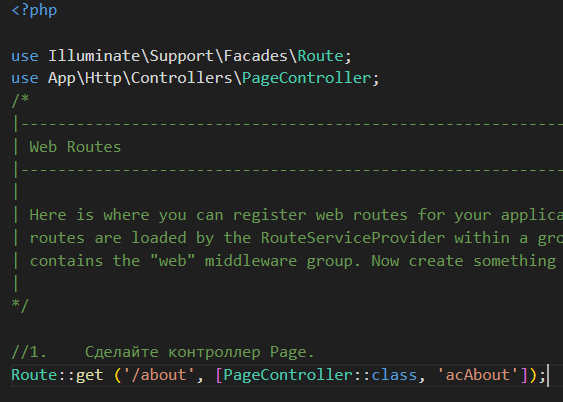 <?php
use Illuminate\Support\Facades\Route;
use App\Http\Controllers\PageController;
/*
|-----------------------------------------------------------
| Web Routes
|-----------------------------------------------------------
|
| Here is where you can register web routes for your applica
| routes are loaded by the RouteServiceProvider within a gro
| contains the "web" middleware group. Now create something
|
*/
//1.    Сделайте контроллер Page.
Route::get ('/about', [PageController::class, 'acAbout']);